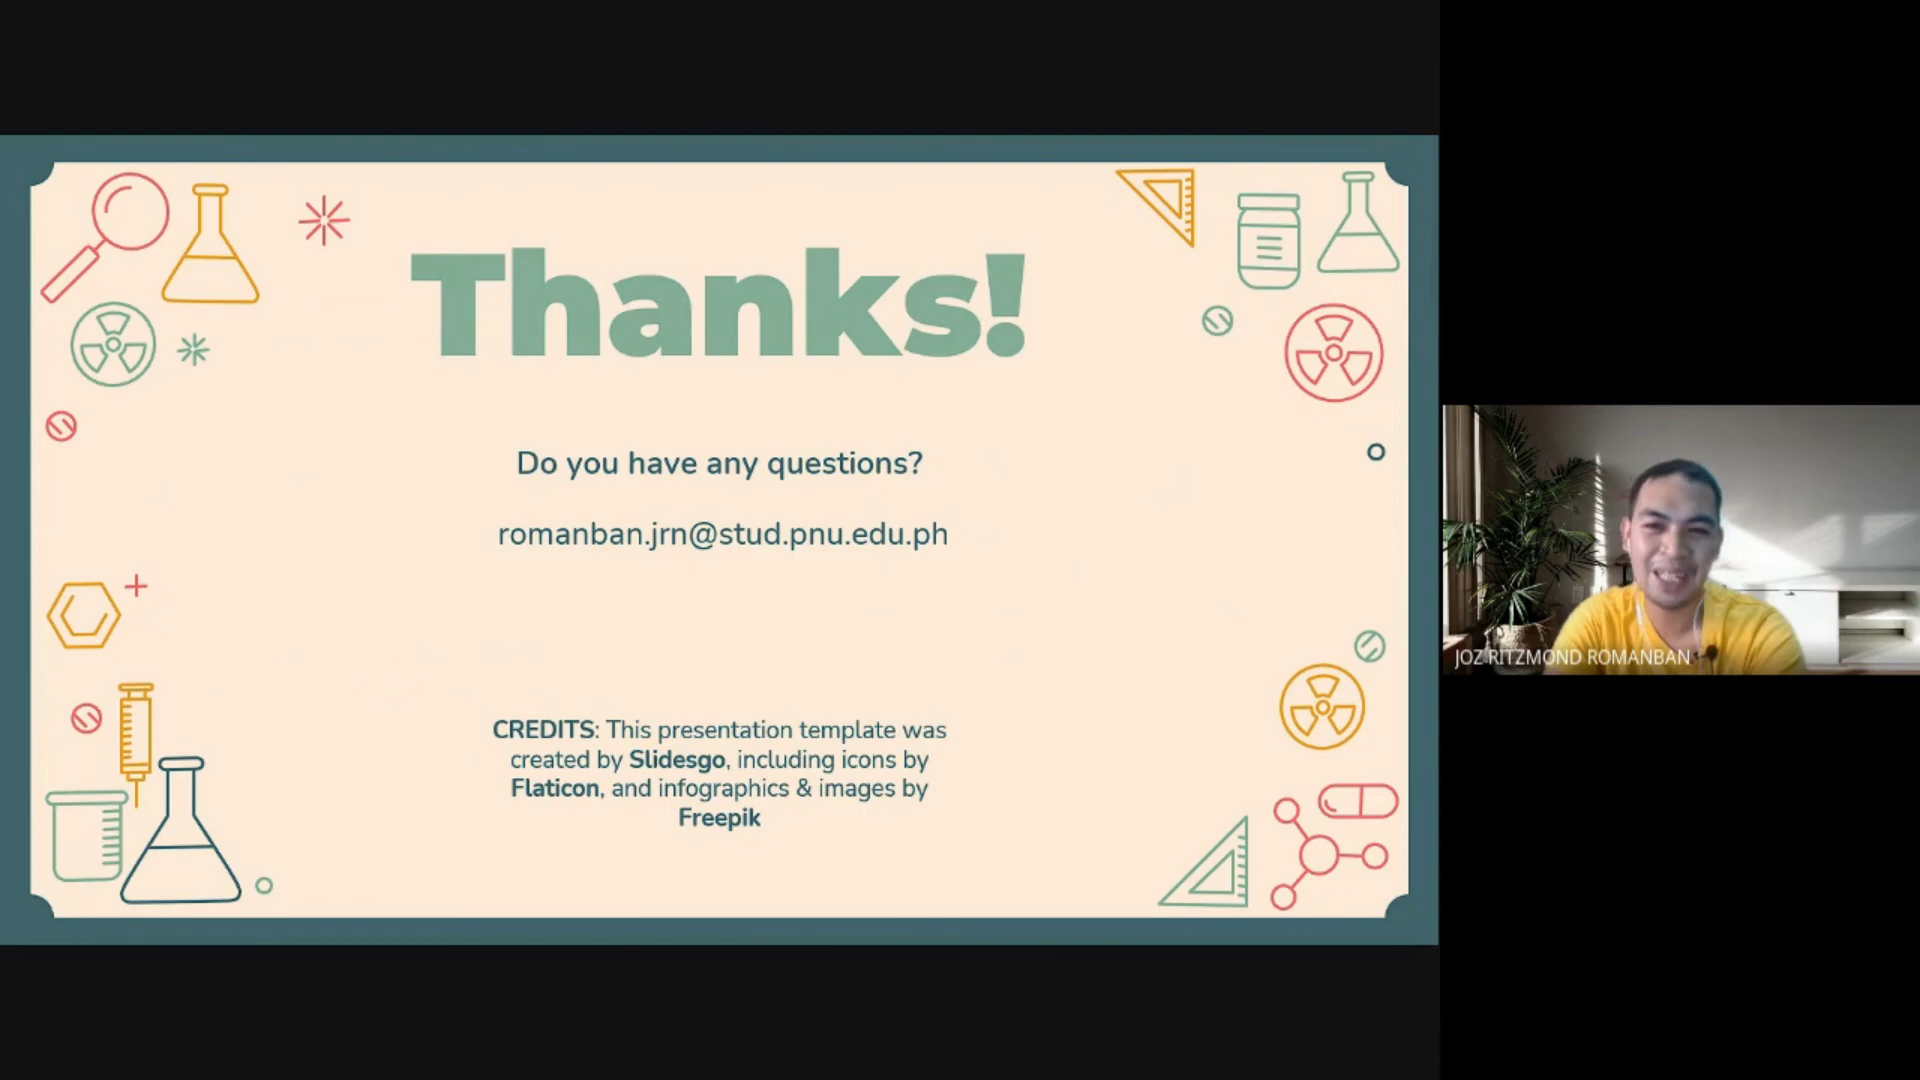 Thanks!
Do you have any questions?
romanban.jrn@stud.pnu.edu.ph
CREDITS: This presentation template was
created by Slidesgo, including icons by
Flaticon, and infographics & images by
Freepik
JOZ RITZMOND ROMANBAN